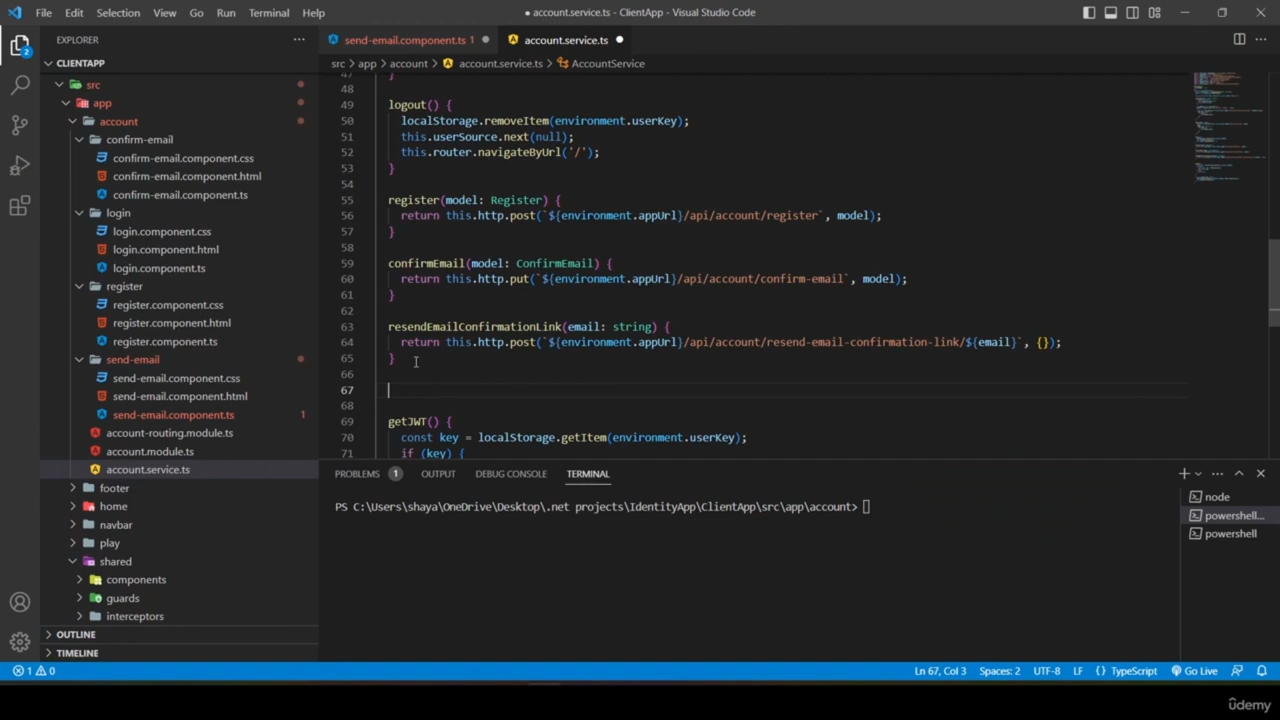 File Edit Selection View Go Run Terminal Help
● account.service.ts - ClientApp - Visual Studio Code
EXPLORER
CLIENTAPP
src
app
account
confirm-email
confirm-email.component.css
confirm-email.component.html
confirm-email.component.ts
login
login.component.css
login.component.html
login.component.ts
register
register.component.css
register.component.html
register.component.ts
send-email
send-email.component.css
send-email.component.html
send-email.component.ts 1
account-routing.module.ts
account.module.ts
account.service.ts
footer
home
navbar
play
shared
components
guards
interceptors
OUTLINE
TIMELINE
2
send-email.component.ts 1 account.service.ts
src > app > account > account.service.ts > AccountService
47 }
48
49 logout() {
50 localStorage.removeItem(environment.userKey);
51 this.userSource.next(null);
52 this.router.navigateByUrl('/');
53 }
54
55 register(model: Register) {
56 return this.http.post(`${environment.appUrl}/api/account/register`, model);
57 }
58
59 confirmEmail(model: ConfirmEmail) {
60 return this.http.put(`${environment.appUrl}/api/account/confirm-email`, model);
61 }
62
63 resendEmailConfirmationLink(email: string) {
64 return this.http.post(`${environment.appUrl}/api/account/resend-email-confirmation-link/${email}`, {});
65 }
66
67
68
69 getJWT() {
70 const key = localStorage.getItem(environment.userKey);
71 if (key) {
PROBLEMS 1 OUTPUT DEBUG CONSOLE TERMINAL
PS C:\Users\shaya\OneDrive\Desktop\.net projects\IdentityApp\ClientApp\src\app\account>
node
powershell...
powershell
1 0 Ln 67, Col 3 Spaces: 2 UTF-8 LF {} TypeScript Go Live
ûdemy